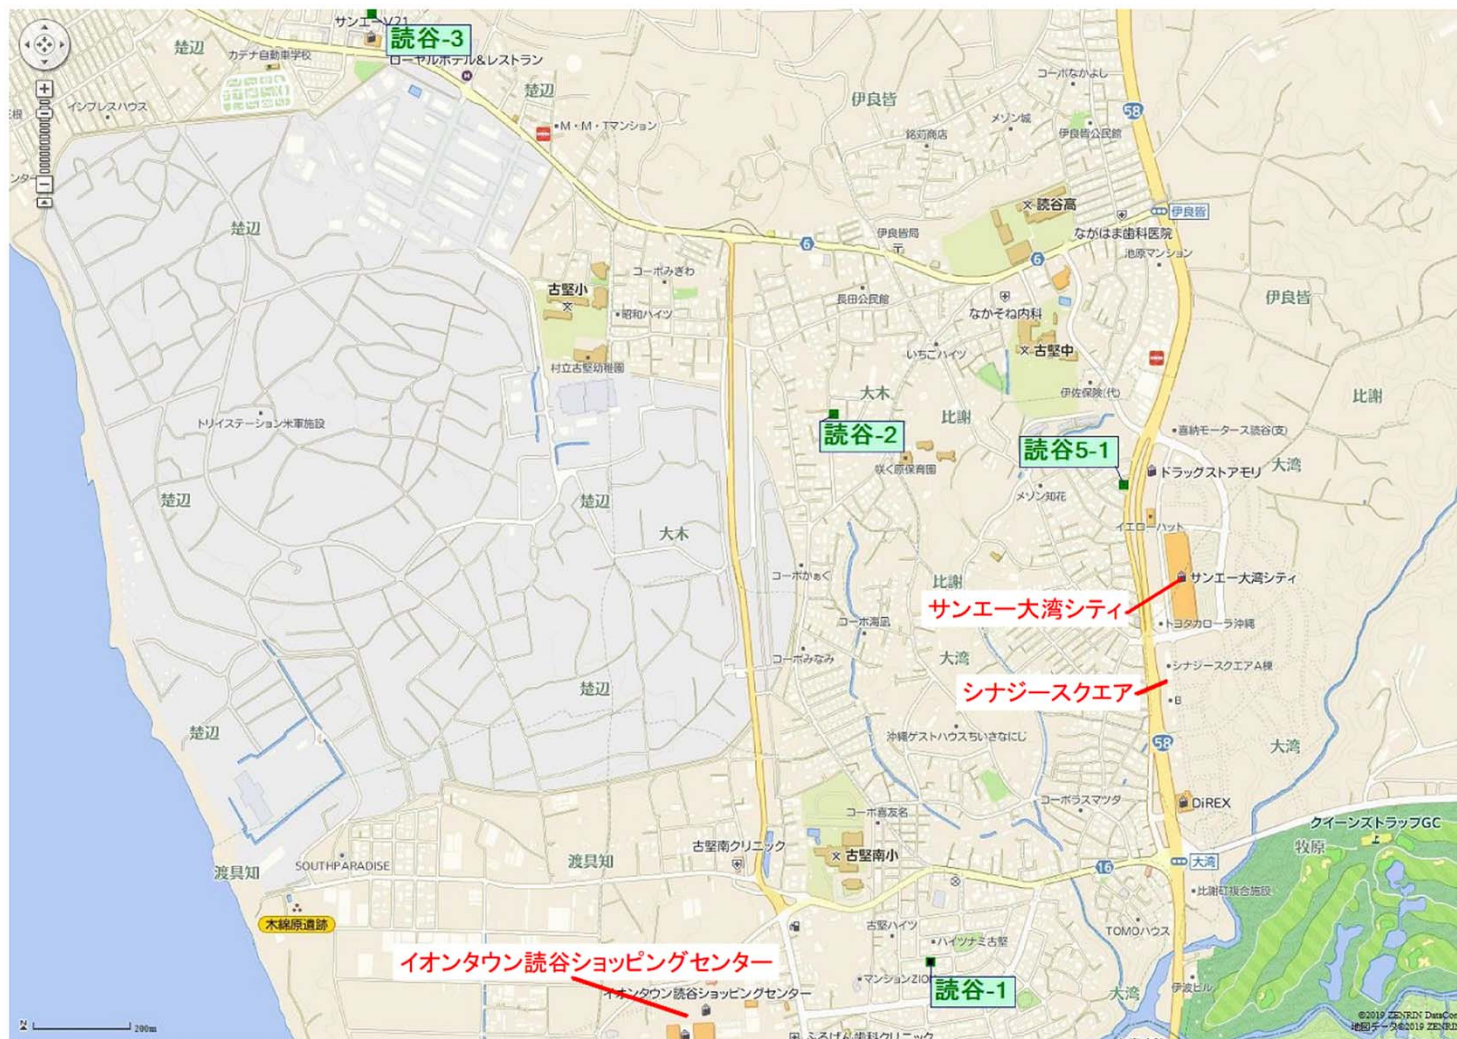 サンエーV21
楚辺
読谷-3
カデナ自動車学校
ローヤルホテル&レストラン
楚辺
インプレスハウス
M・M・Tマンション
伊良皆
コーポなかよし
58
メゾン城
銘苅商店
伊良皆公民館
読谷高
伊良皆
楚辺
ながはま歯科医院
伊良皆局
6
6
池原マンション
コーポみぎわ
古堅小
長田公民館
伊良皆
昭和ハイツ
なかそね内科
いちごハイツ
古堅中
村立古堅幼稚園
大木
伊佐保険(代)
比謝
比謝
トリイステーション米軍施設
読谷-2
喜納モータース読谷(支)
読谷5-1
咲く原保育園
大湾
ドラッグストアモリ
楚辺
楚辺
メゾン知花
イエローハット
大木
コーポかぁく
比謝
サンエー大湾シティ
サンエー大湾シティ
コーポ海凪
トヨタカローラ沖縄
コーポみなみ
大湾
シナジースクエアA棟
楚辺
シナジースクエア
B
楚辺
沖縄ゲストハウスちいさなにじ
58
大湾
コーポ喜友名
コーポラスマツダ
DiREX
クイーンズトラップGC
古堅南クリニック
古堅南小
牧原
渡具知
SOUTHPARADISE
渡具知
16
大湾
比謝矼複合施設
木綿原遺跡
古堅ハイツ
ハイツナミ古堅
TOMOハウス
イオンタウン読谷ショッピングセンター
マンションZION
イオンタウン読谷ショッピングセンター
読谷-1
大湾
伊波ビル
N
200m
ふるげん歯科クリニック
©2019 ZENRIN DataCom
地図データ©2019 ZENRIN